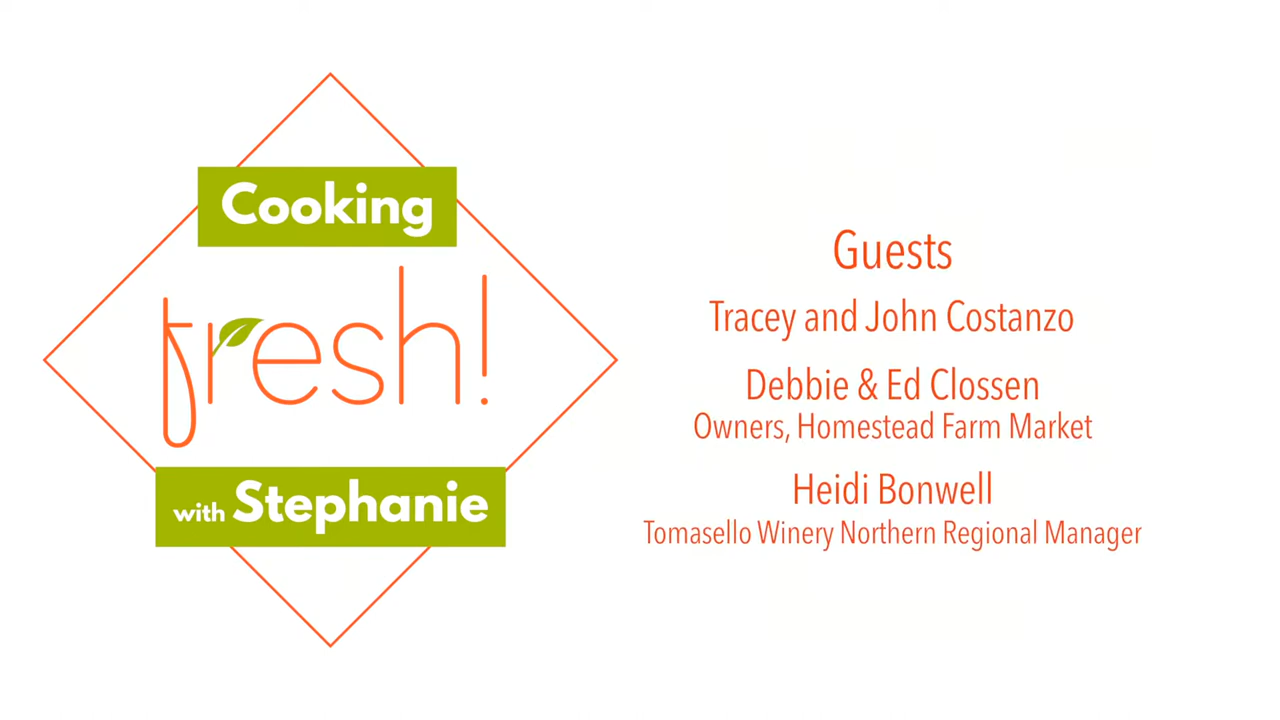 Cooking
fresh!
with Stephanie
Guests
Tracey and John Costanzo
Debbie & Ed Clossen
Owners, Homestead Farm Market
Heidi Bonwell
Tomasello Winery Northern Regional Manager